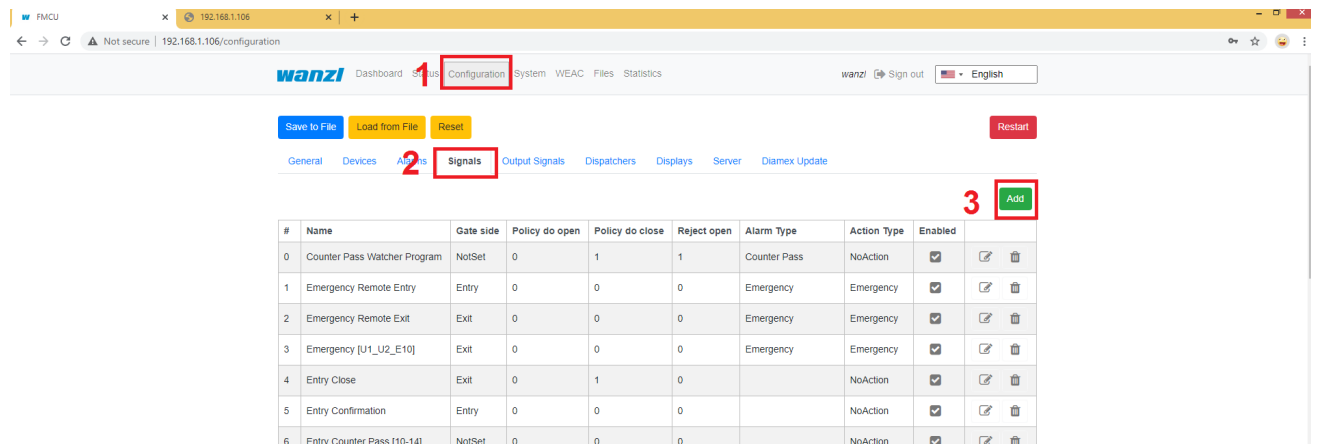 FMCU
192.168.1.106
Not secure | 192.168.1.106/configuration
wanzl Dashboard Status Configuration System WEAC Files Statistics wanzl Sign out English
1
Save to File Load from File Reset Restart
General Devices Alarms Signals Output Signals Dispatchers Displays Server Diamex Update
2
3 Add
# Name Gate side Policy do open Policy do close Reject open Alarm Type Action Type Enabled
0 Counter Pass Watcher Program NotSet 0 1 1 Counter Pass NoAction
1 Emergency Remote Entry Entry 0 0 0 Emergency Emergency
2 Emergency Remote Exit Exit 0 0 0 Emergency Emergency
3 Emergency [U1_U2_E10] Exit 0 0 0 Emergency Emergency
4 Entry Close Exit 0 1 0 NoAction
5 Entry Confirmation Entry 0 0 0 NoAction
6 Entry Counter Pass [10-14] NotSet 0 0 0 NoAction